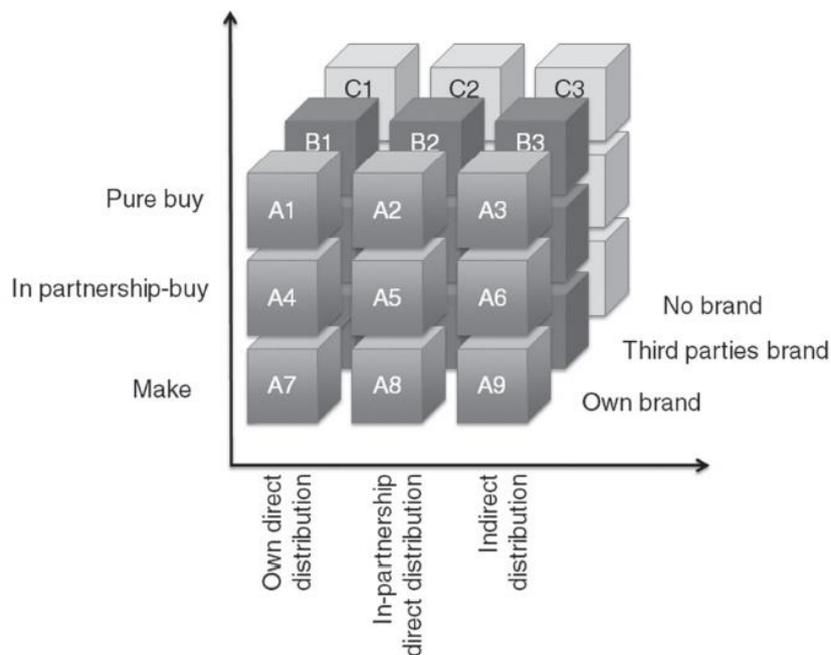 C1 C2 C3
B1 B2 B3
Pure buy
A1 A2 A3
In partnership-buy
A4 A5 A6
No brand
Third parties brand
Make
A7 A8 A9
Own brand
Own direct
distribution
In-partnership
direct distribution
Indirect
distribution